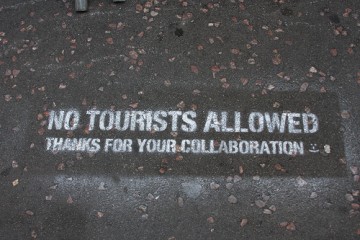 NO TOURISTS ALLOWED
THANKS FOR YOUR COLLABORATION :)